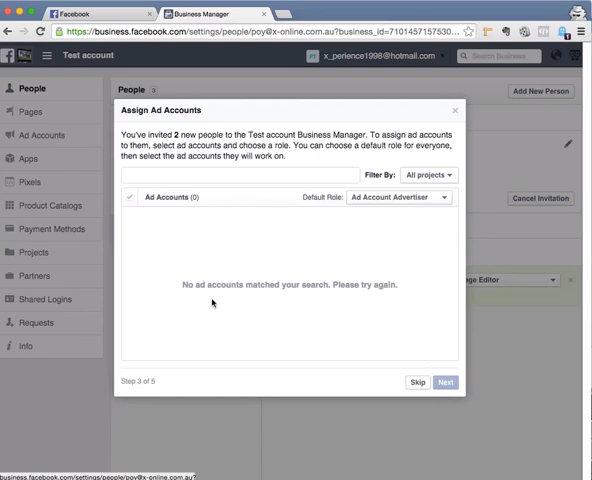 Facebook
Business Manager
https://business.facebook.com/settings/people/poy@x-online.com.au?business_id=7101457157530...
Test account
x_perience1998@hotmail.com
Search Business
People
Pages
Ad Accounts
Apps
Pixels
Product Catalogs
Payment Methods
Projects
Partners
Shared Logins
Requests
Info
People
Add New Person
Cancel Invitation
Assign Ad Accounts
You've invited 2 new people to the Test account Business Manager. To assign ad accounts
to them, select ad accounts and choose a role. You can choose a default role for everyone,
then select the ad accounts they will work on.
Filter By: All projects
Ad Accounts (0)
Default Role: Ad Account Advertiser
No ad accounts matched your search. Please try again.
Step 3 of 5
Skip
Next
business.facebook.com/settings/people/poy@x-online.com.au?